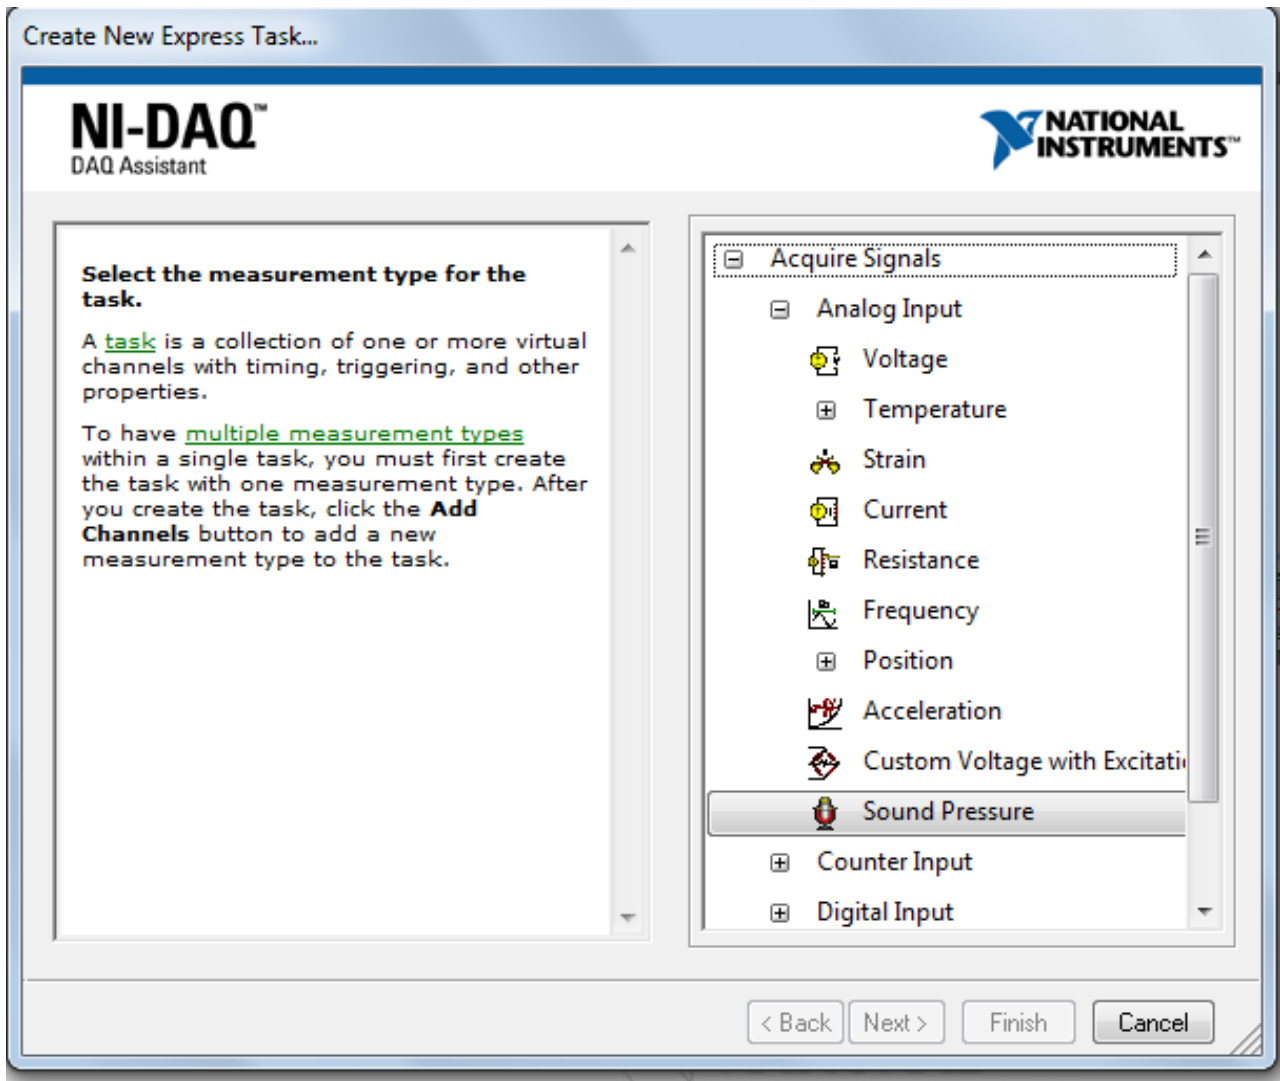 Create New Express Task...
NI-DAQ™
DAQ Assistant
NATIONAL
INSTRUMENTS™
Select the measurement type for the
task.
A task is a collection of one or more virtual
channels with timing, triggering, and other
properties.
To have multiple measurement types
within a single task, you must first create
the task with one measurement type. After
you create the task, click the Add
Channels button to add a new
measurement type to the task.
Acquire Signals
Analog Input
Voltage
Temperature
Strain
Current
Resistance
Frequency
Position
Acceleration
Custom Voltage with Excitati
Sound Pressure
Counter Input
Digital Input
< Back
Next >
Finish
Cancel